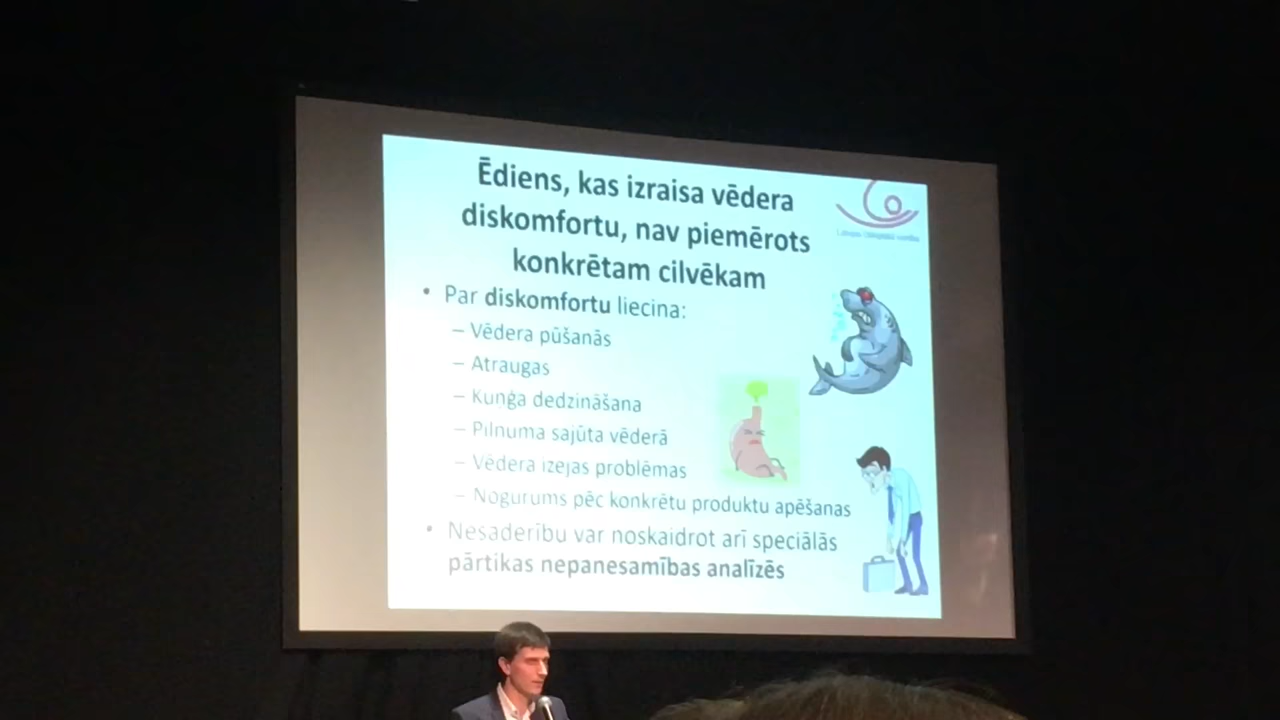 Ēdiens, kas izraisa vēdera
diskomfortu, nav piemērots
konkrētam cilvēkam
• Par diskomfortu liecina:
– Vēdera pūšanās
– Atraugas
– Kuņģa dedzināšana
– Pilnuma sajūta vēderā
– Vēdera izejas problēmas
– Nogurums pēc konkrētu produktu apēšanas
• Nesaderību var noskaidrot arī speciālās
pārtikas nepanesamības analīzēs